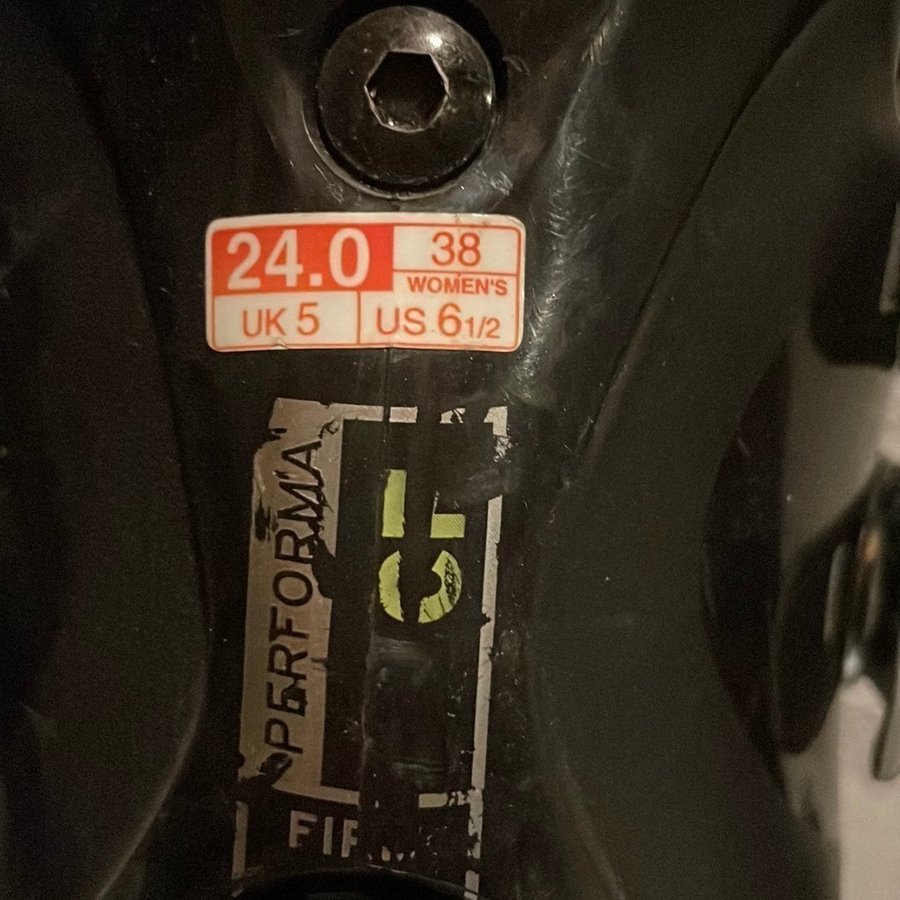 24.0
38
WOMEN'S
UK 5
US 6 1/2
PERFORMA